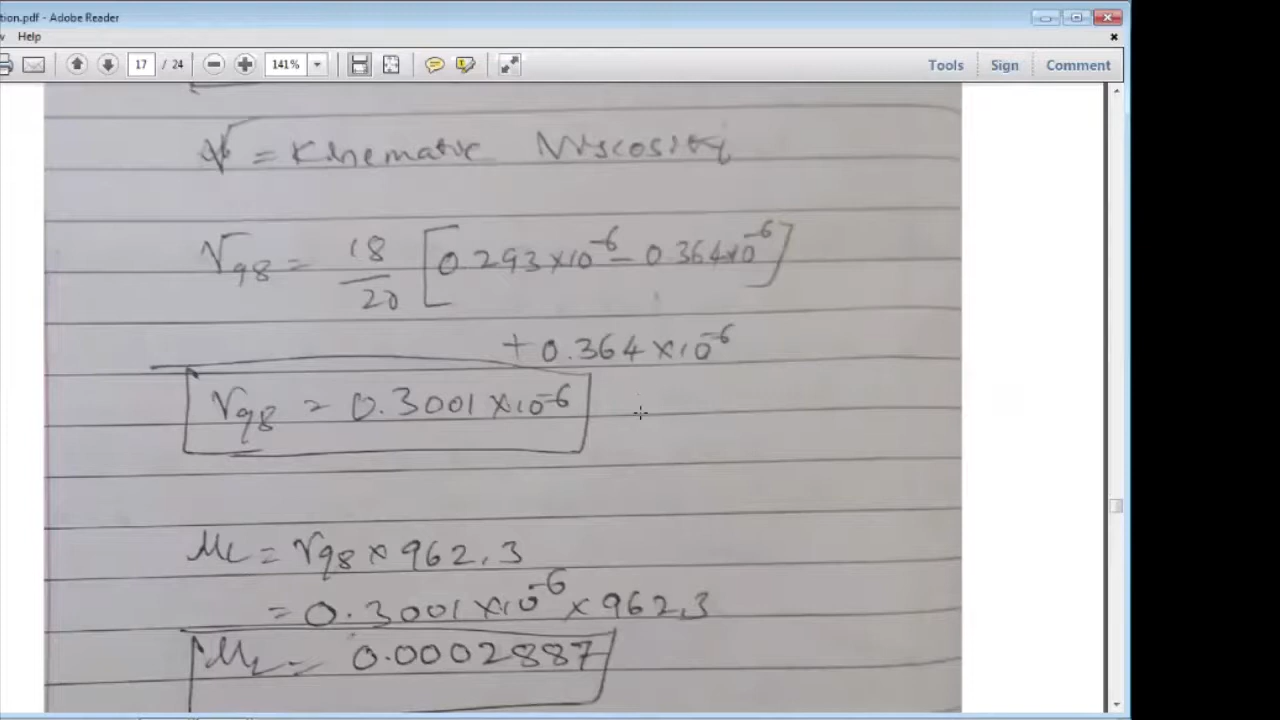 tion.pdf - Adobe Reader
Help
17 / 24 141% Tools Sign Comment
= Kinematic Viscosity
ν98 = 18/20 [0.293×10^-6 - 0.364×10^-6]
+ 0.364×10^-6
ν98 = 0.3001×10^-6
μL = ν98 × 962.3
= 0.3001×10^-6 × 962.3
μL = 0.0002887